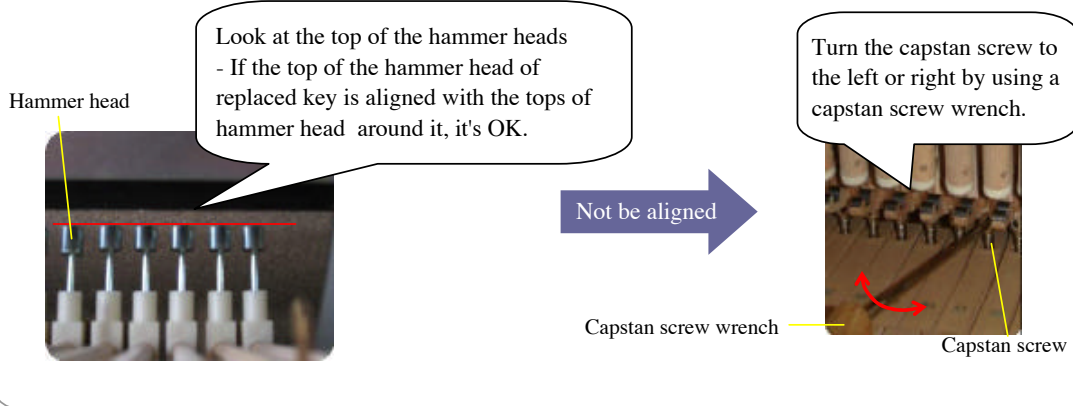 Look at the top of the hammer heads
- If the top of the hammer head of
replaced key is aligned with the tops of
hammer head around it, it's OK.
Hammer head
Not be aligned
Turn the capstan screw to
the left or right by using a
capstan screw wrench.
Capstan screw wrench
Capstan screw